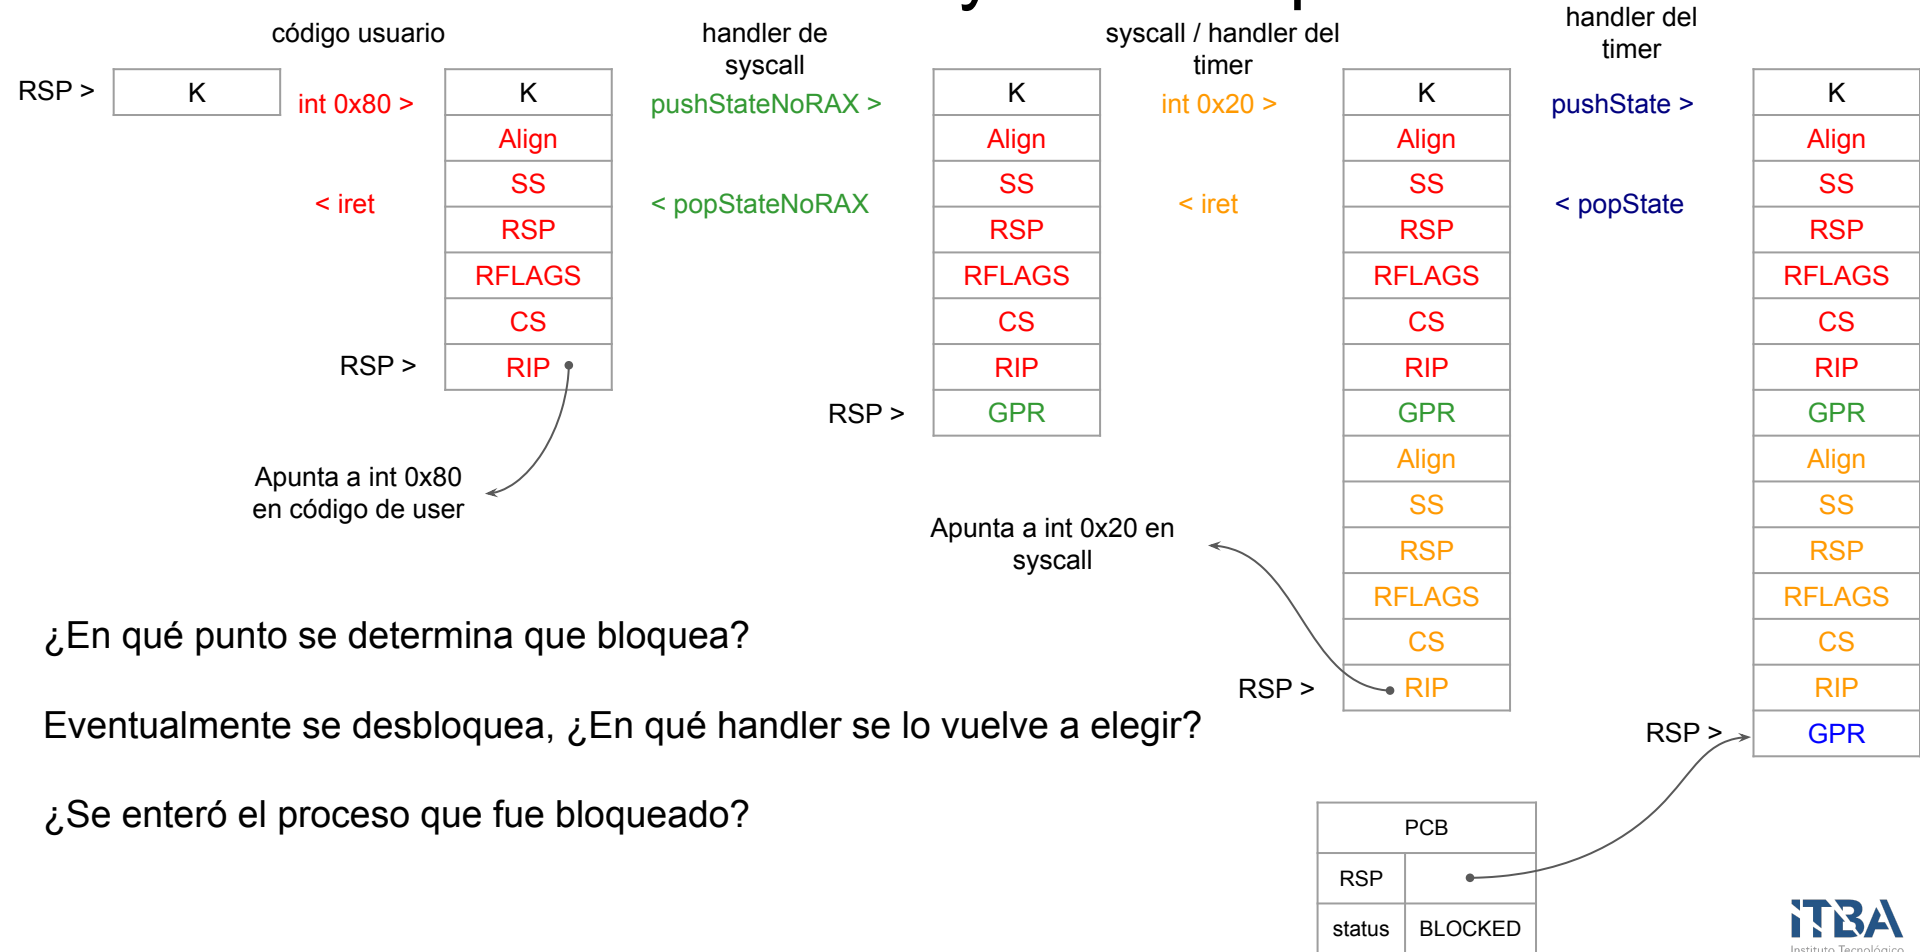 código usuario
handler de
syscall
syscall / handler del
timer
handler del
timer
RSP >
K
int 0x80 >
< iret
K
Align
SS
RSP
RFLAGS
CS
RIP
RSP >
Apunta a int 0x80
en código de user
pushStateNoRAX >
< popStateNoRAX
K
Align
SS
RSP
RFLAGS
CS
RIP
GPR
RSP >
int 0x20 >
< iret
Apunta a int 0x20 en
syscall
K
Align
SS
RSP
RFLAGS
CS
RIP
GPR
Align
SS
RSP
RFLAGS
CS
RIP
RSP >
pushState >
< popState
K
Align
SS
RSP
RFLAGS
CS
RIP
GPR
Align
SS
RSP
RFLAGS
CS
RIP
GPR
RSP >
¿En qué punto se determina que bloquea?
Eventualmente se desbloquea, ¿En qué handler se lo vuelve a elegir?
¿Se enteró el proceso que fue bloqueado?
PCB
RSP
status BLOCKED
ITBA
Instituto Tecnológico